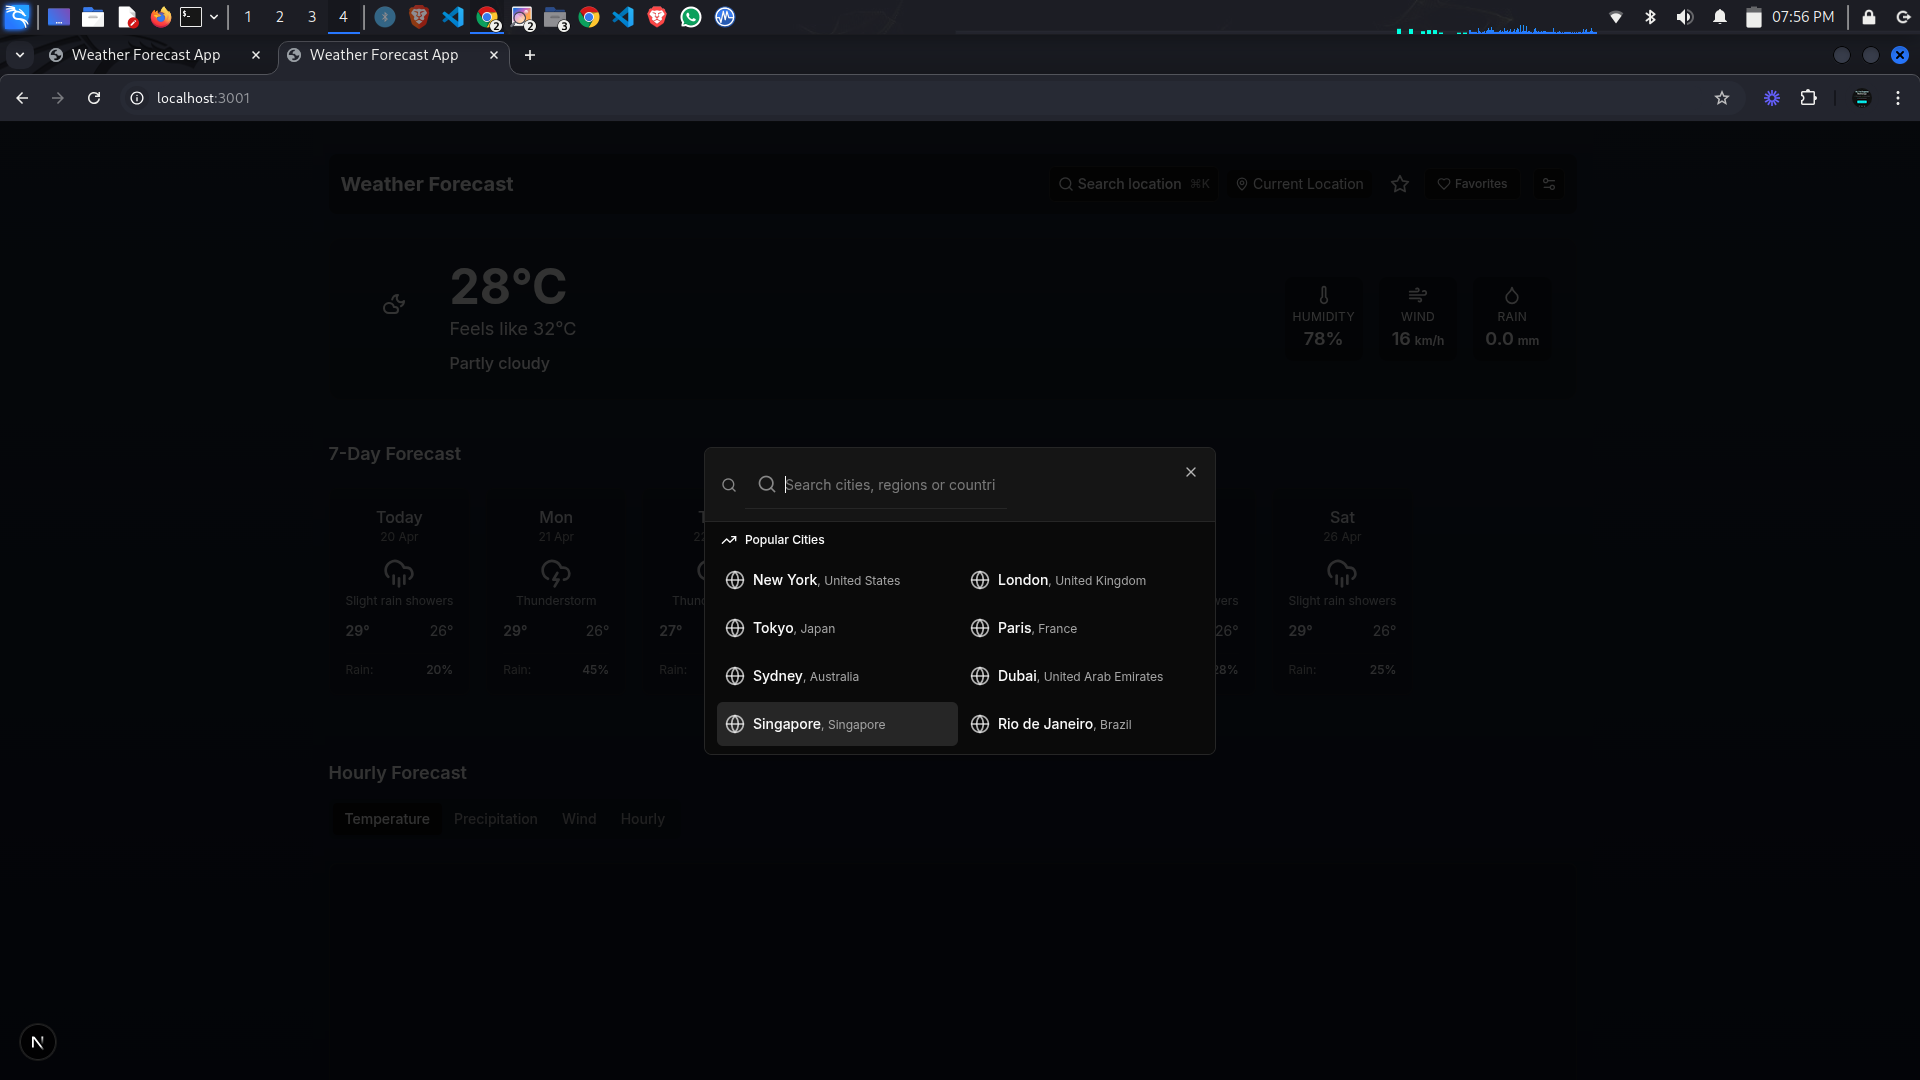 1 2 3 4 2 2 3 07:56 PM
Weather Forecast App Weather Forecast App
localhost:3001
Weather Forecast Search location ⌘K Current Location Favorites
28°C
Feels like 32°C
Partly cloudy
HUMIDITY WIND RAIN
78% 16 km/h 0.0 mm
7-Day Forecast
Search cities, regions or countri
Today Mon T Sat
20 Apr 21 Apr 22 26 Apr
Popular Cities
New York, United States London, United Kingdom
Slight rain showers Thunderstorm Thun wers Slight rain showers
Tokyo, Japan Paris, France
29° 26° 29° 26° 27° 26° 29° 26°
Rain: 20% Rain: 45% Rain: 28% Rain: 25%
Sydney, Australia Dubai, United Arab Emirates
Singapore, Singapore Rio de Janeiro, Brazil
Hourly Forecast
Temperature Precipitation Wind Hourly
N